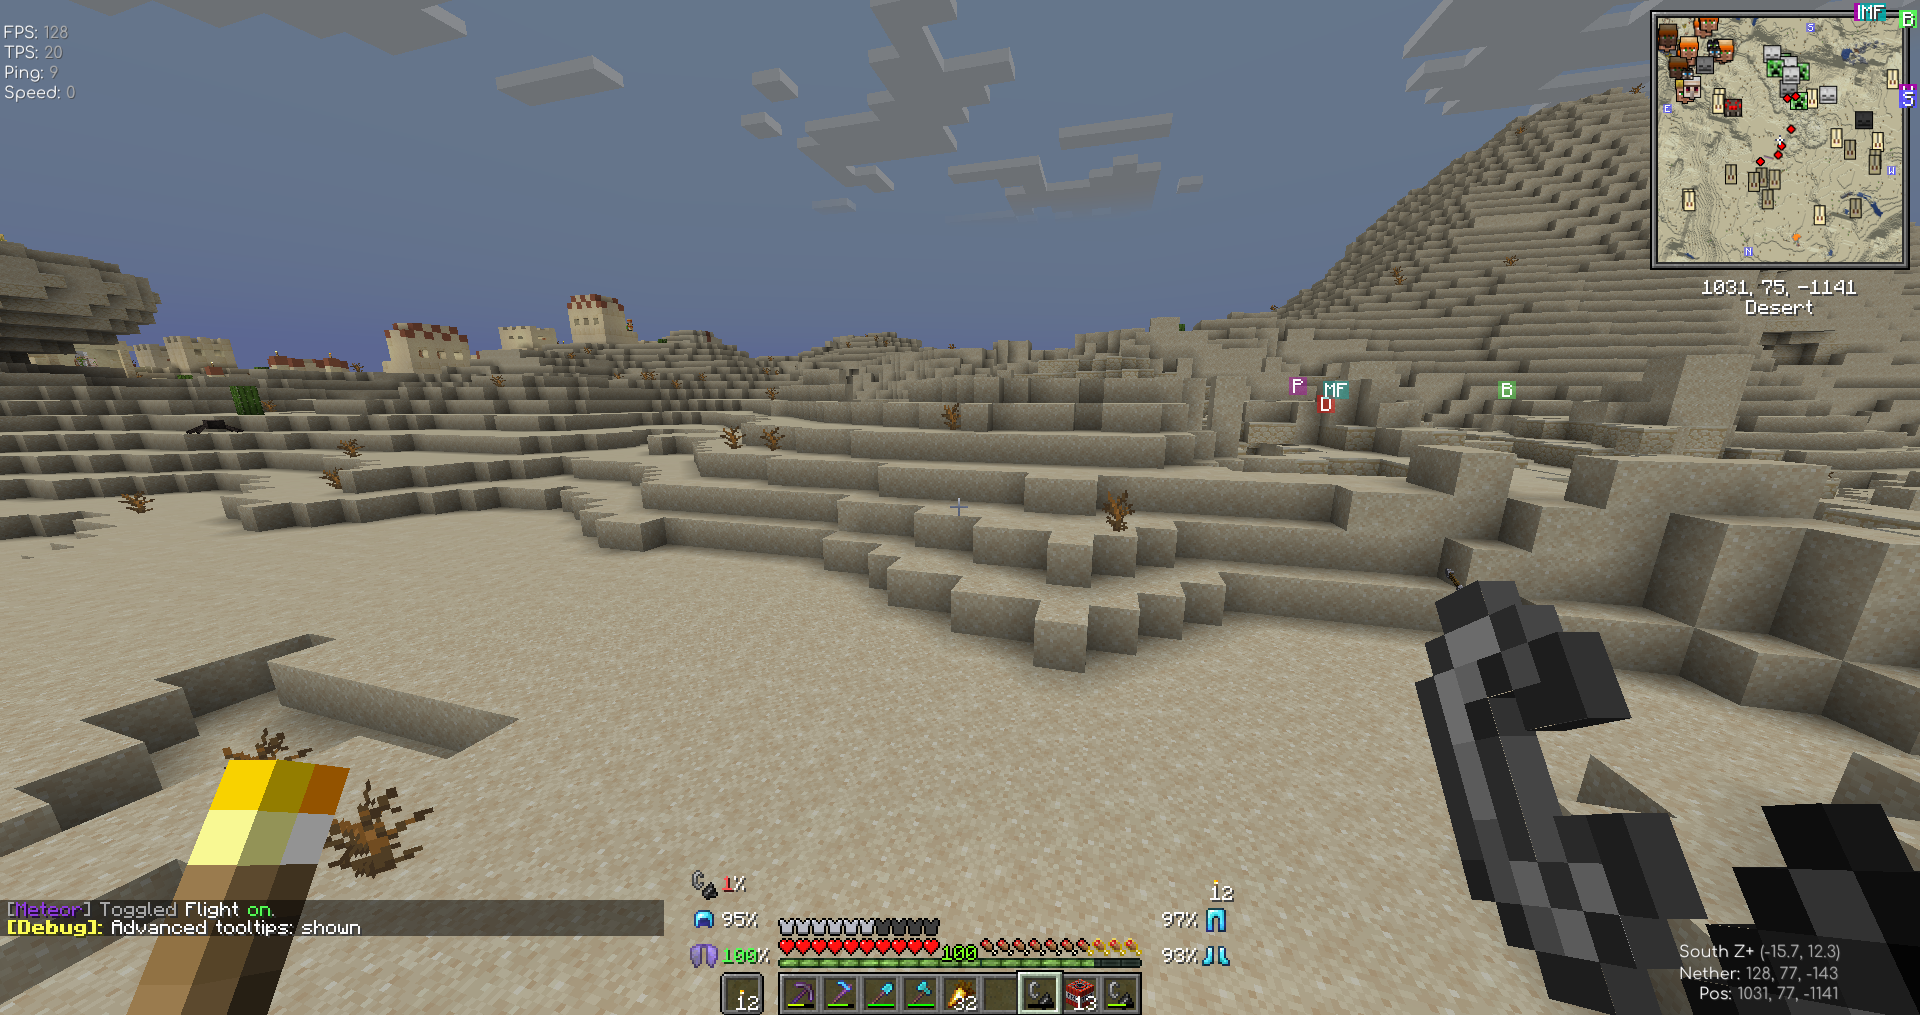 FPS: 128
TPS: 20
Ping: 9
Speed: 0
IMF
B
S
S
E
W
N
1031, 75, -1141
Desert
P
MF
D
B
[Meteor] Toggled Flight on.
[Debug]: Advanced tooltips: shown
1%
95%
100%
12
97%
93%
100
12
32
13
South Z+ (-15.7, 12.3)
Nether: 128, 77, -143
Pos: 1031, 77, -1141